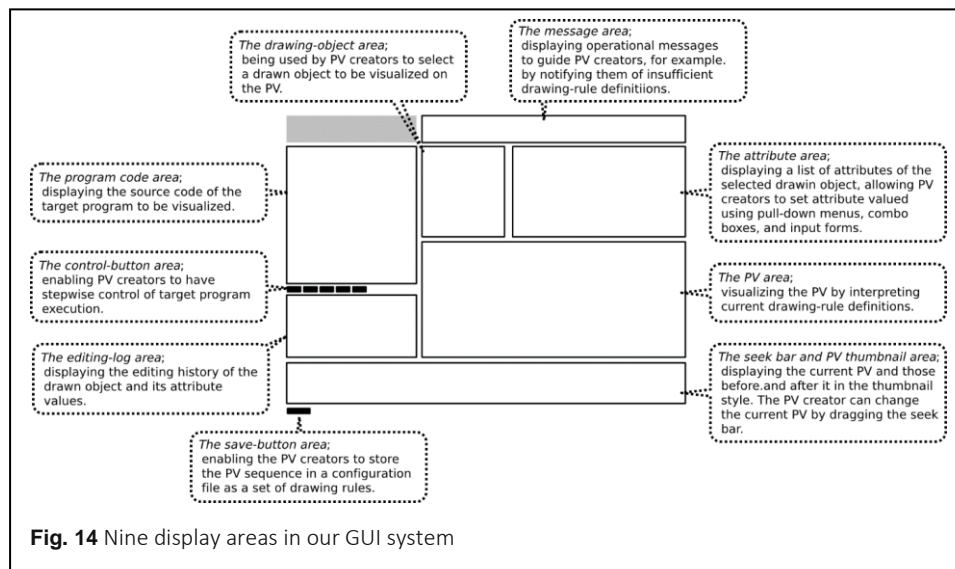 The drawing-object area;
being used by PV creators to select
a drawn object to be visualized on
the PV.
The message area;
displaying operational messages
to guide PV creators, for example.
by notifying them of insufficient
drawing-rule definitiions.
The program code area;
displaying the source code of the
target program to be visualized.
The control-button area;
enabling PV creators to have
stepwise control of target program
execution.
The editing-log area;
displaying the editing history of the
drawn object and its attribute
values.
The save-button area;
enabling the PV creators to store
the PV sequence in a configuration
file as a set of drawing rules.
The attribute area;
displaying a list of attributes of the
selected drawin object, allowing PV
creators to set attribute valued
using pull-down menus, combo
boxes, and input forms.
The PV area;
visualizing the PV by interpreting
current drawing-rule definitions.
The seek bar and PV thumbnail area;
displaying the current PV and those
before.and after it in the thumbnail
style. The PV creator can change
the current PV by dragging the seek
bar.
Fig. 14 Nine display areas in our GUI system